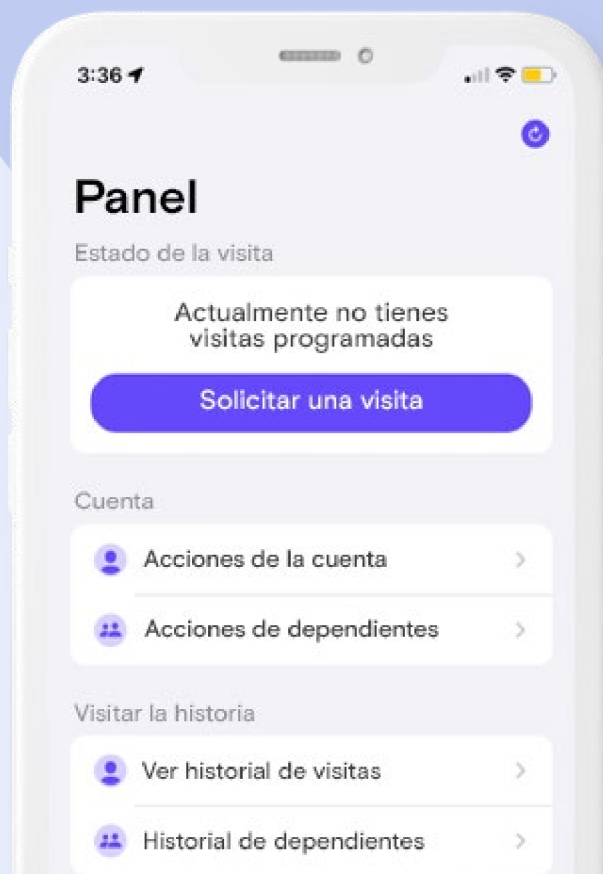 3:36
Panel
Estado de la visita
Actualmente no tienes
visitas programadas
Solicitar una visita
Cuenta
Acciones de la cuenta
Acciones de dependientes
Visitar la historia
Ver historial de visitas
Historial de dependientes